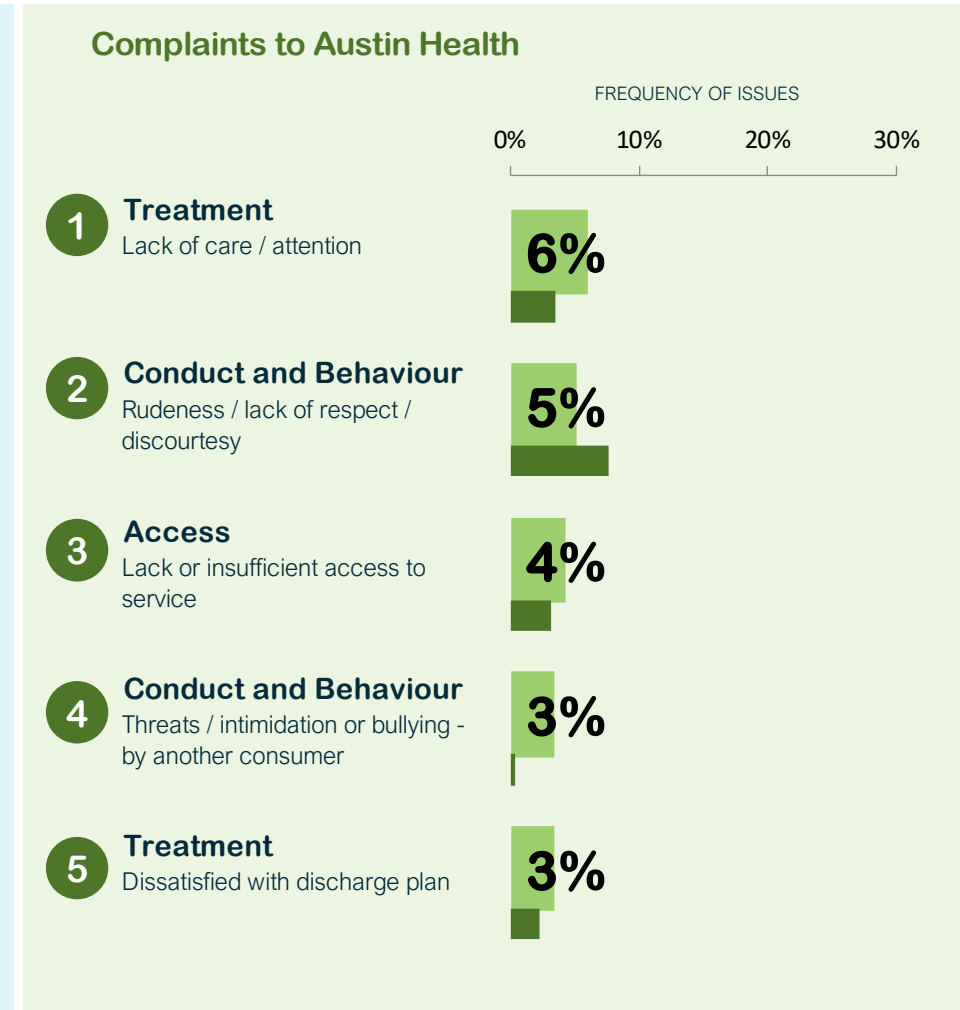 Complaints to Austin Health
FREQUENCY OF ISSUES
0% 10% 20% 30%
1 Treatment
Lack of care / attention
6%
2 Conduct and Behaviour
Rudeness / lack of respect /
discourtesy
5%
3 Access
Lack or insufficient access to
service
4%
4 Conduct and Behaviour
Threats / intimidation or bullying -
by another consumer
3%
5 Treatment
Dissatisfied with discharge plan
3%